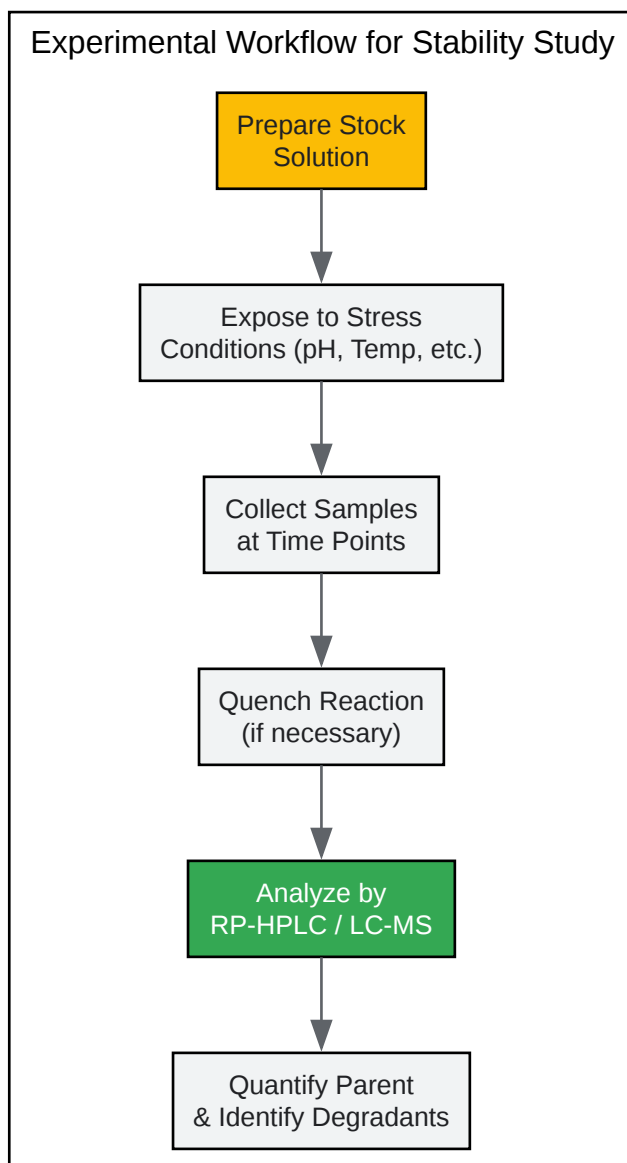 Experimental Workflow for Stability Study
Prepare Stock
Solution
Expose to Stress
Conditions (pH, Temp, etc.)
Collect Samples
at Time Points
Quench Reaction
(if necessary)
Analyze by
RP-HPLC / LC-MS
Quantify Parent
& Identify Degradants